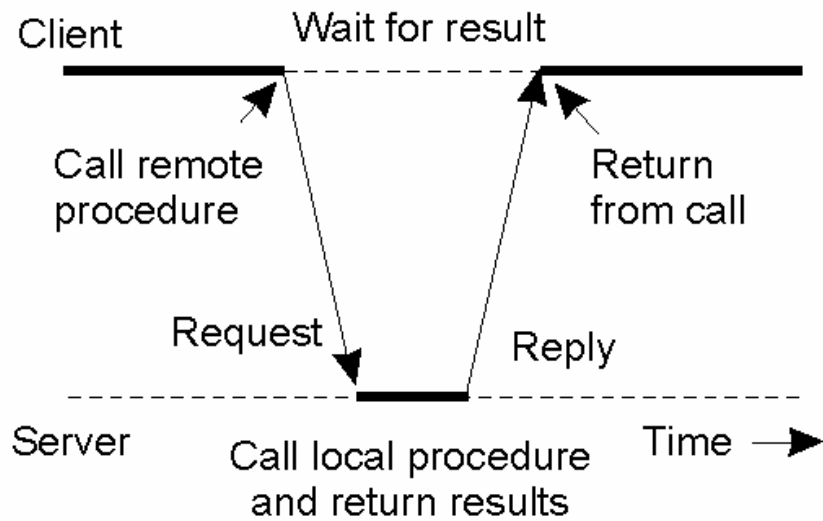 Client
Wait for result
Call remote
procedure
Return
from call
Request
Reply
Server
Call local procedure
and return results
Time